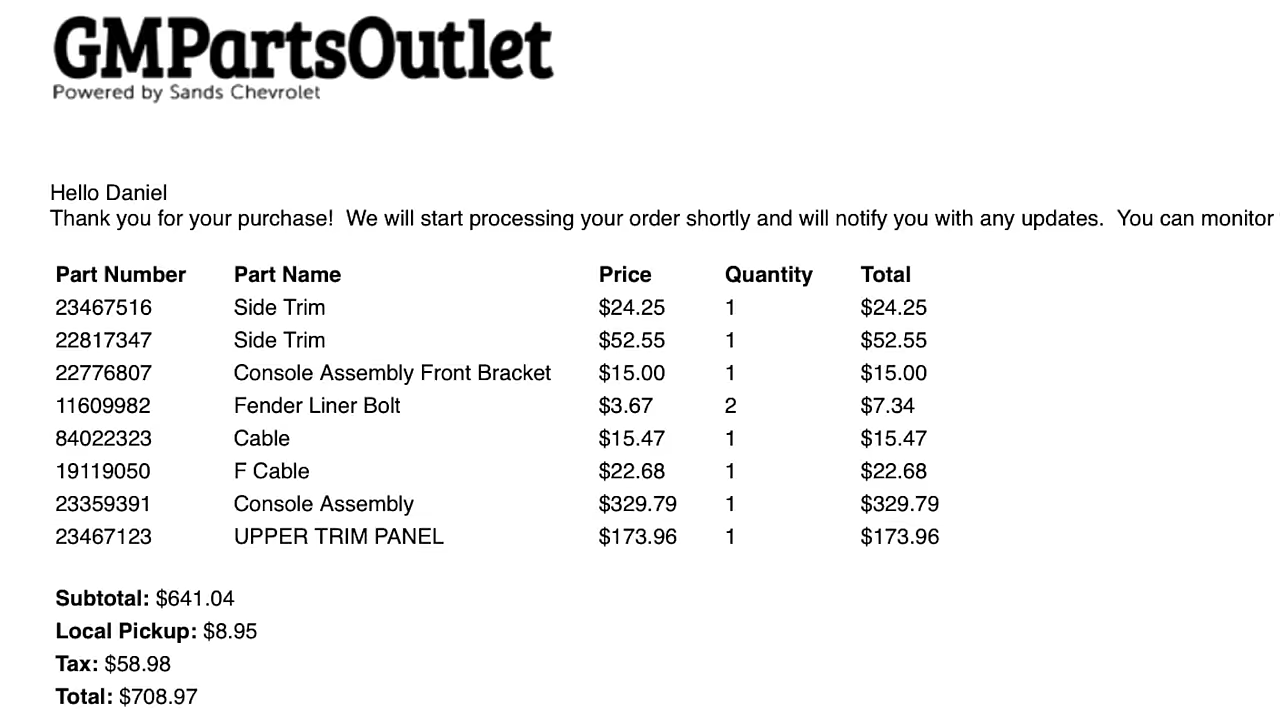 GMPartsOutlet
Powered by Sands Chevrolet
Hello Daniel
Thank you for your purchase!  We will start processing your order shortly and will notify you with any updates.  You can monitor
Part Number Part Name Price Quantity Total
23467516 Side Trim $24.25 1 $24.25
22817347 Side Trim $52.55 1 $52.55
22776807 Console Assembly Front Bracket $15.00 1 $15.00
11609982 Fender Liner Bolt $3.67 2 $7.34
84022323 Cable $15.47 1 $15.47
19119050 F Cable $22.68 1 $22.68
23359391 Console Assembly $329.79 1 $329.79
23467123 UPPER TRIM PANEL $173.96 1 $173.96
Subtotal: $641.04
Local Pickup: $8.95
Tax: $58.98
Total: $708.97